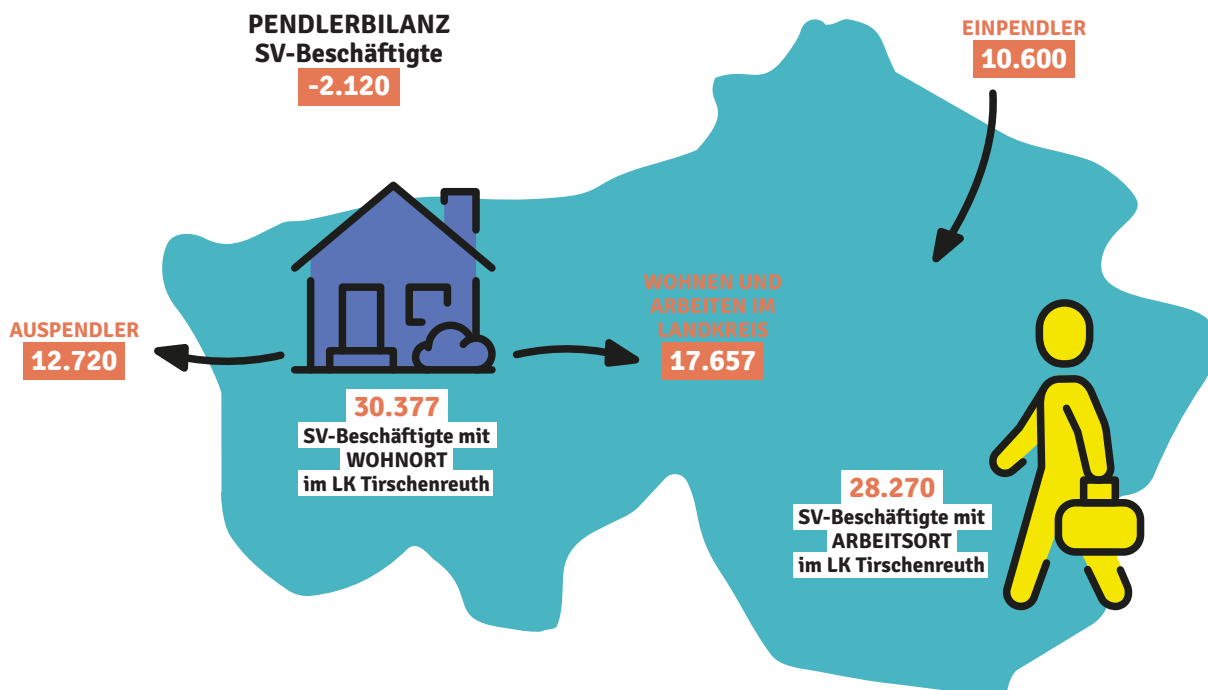 PENDLERBILANZ
SV-Beschäftigte
-2.120
EINPENDLER
10.600
AUSPENDLER
12.720
WOHNEN UND
ARBEITEN IM
LANDKREIS
17.657
30.377
SV-Beschäftigte mit
WOHNORT
im LK Tirschenreuth
28.270
SV-Beschäftigte mit
ARBEITSORT
im LK Tirschenreuth